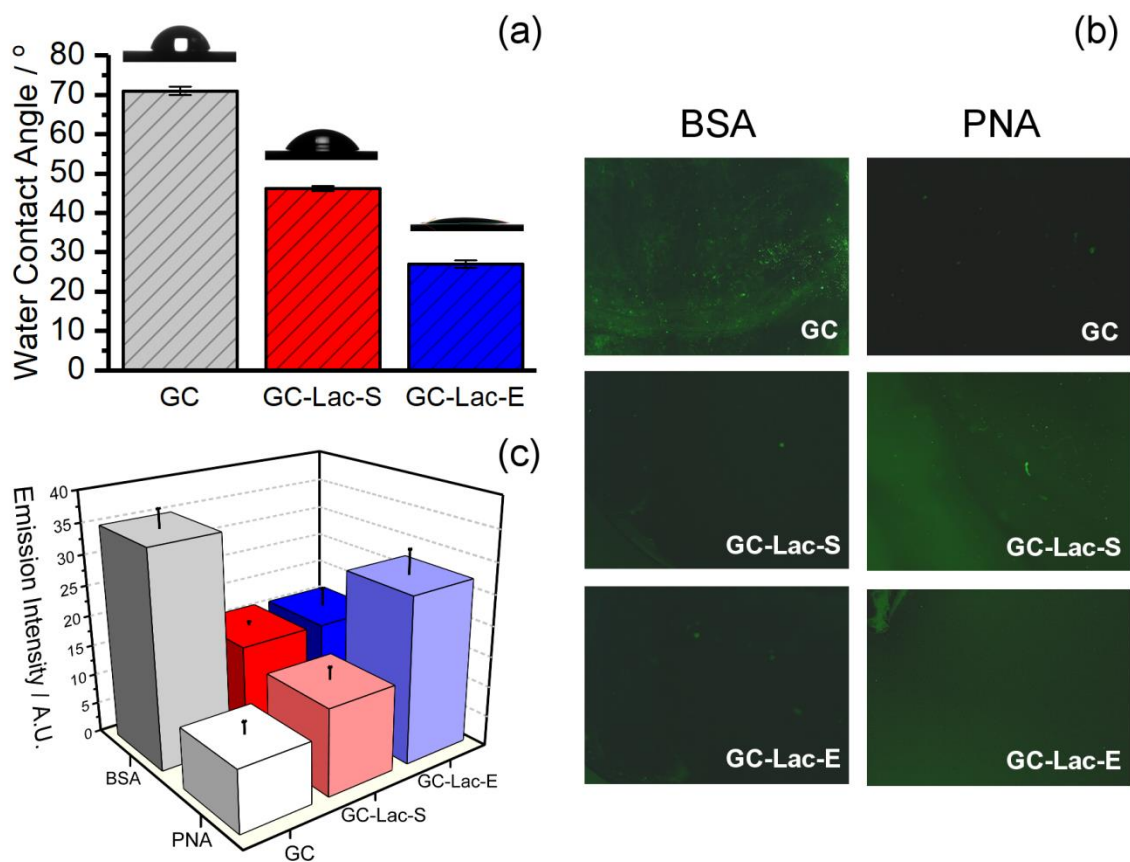 (a)
Water Contact Angle / º
80
70
60
50
40
30
20
10
0
GC
GC-Lac-S
GC-Lac-E
(b)
BSA
PNA
GC
GC
GC-Lac-S
GC-Lac-S
GC-Lac-E
GC-Lac-E
(c)
Emission Intensity / A.U.
40
35
30
25
20
15
10
5
0
BSA
PNA
GC
GC-Lac-S
GC-Lac-E